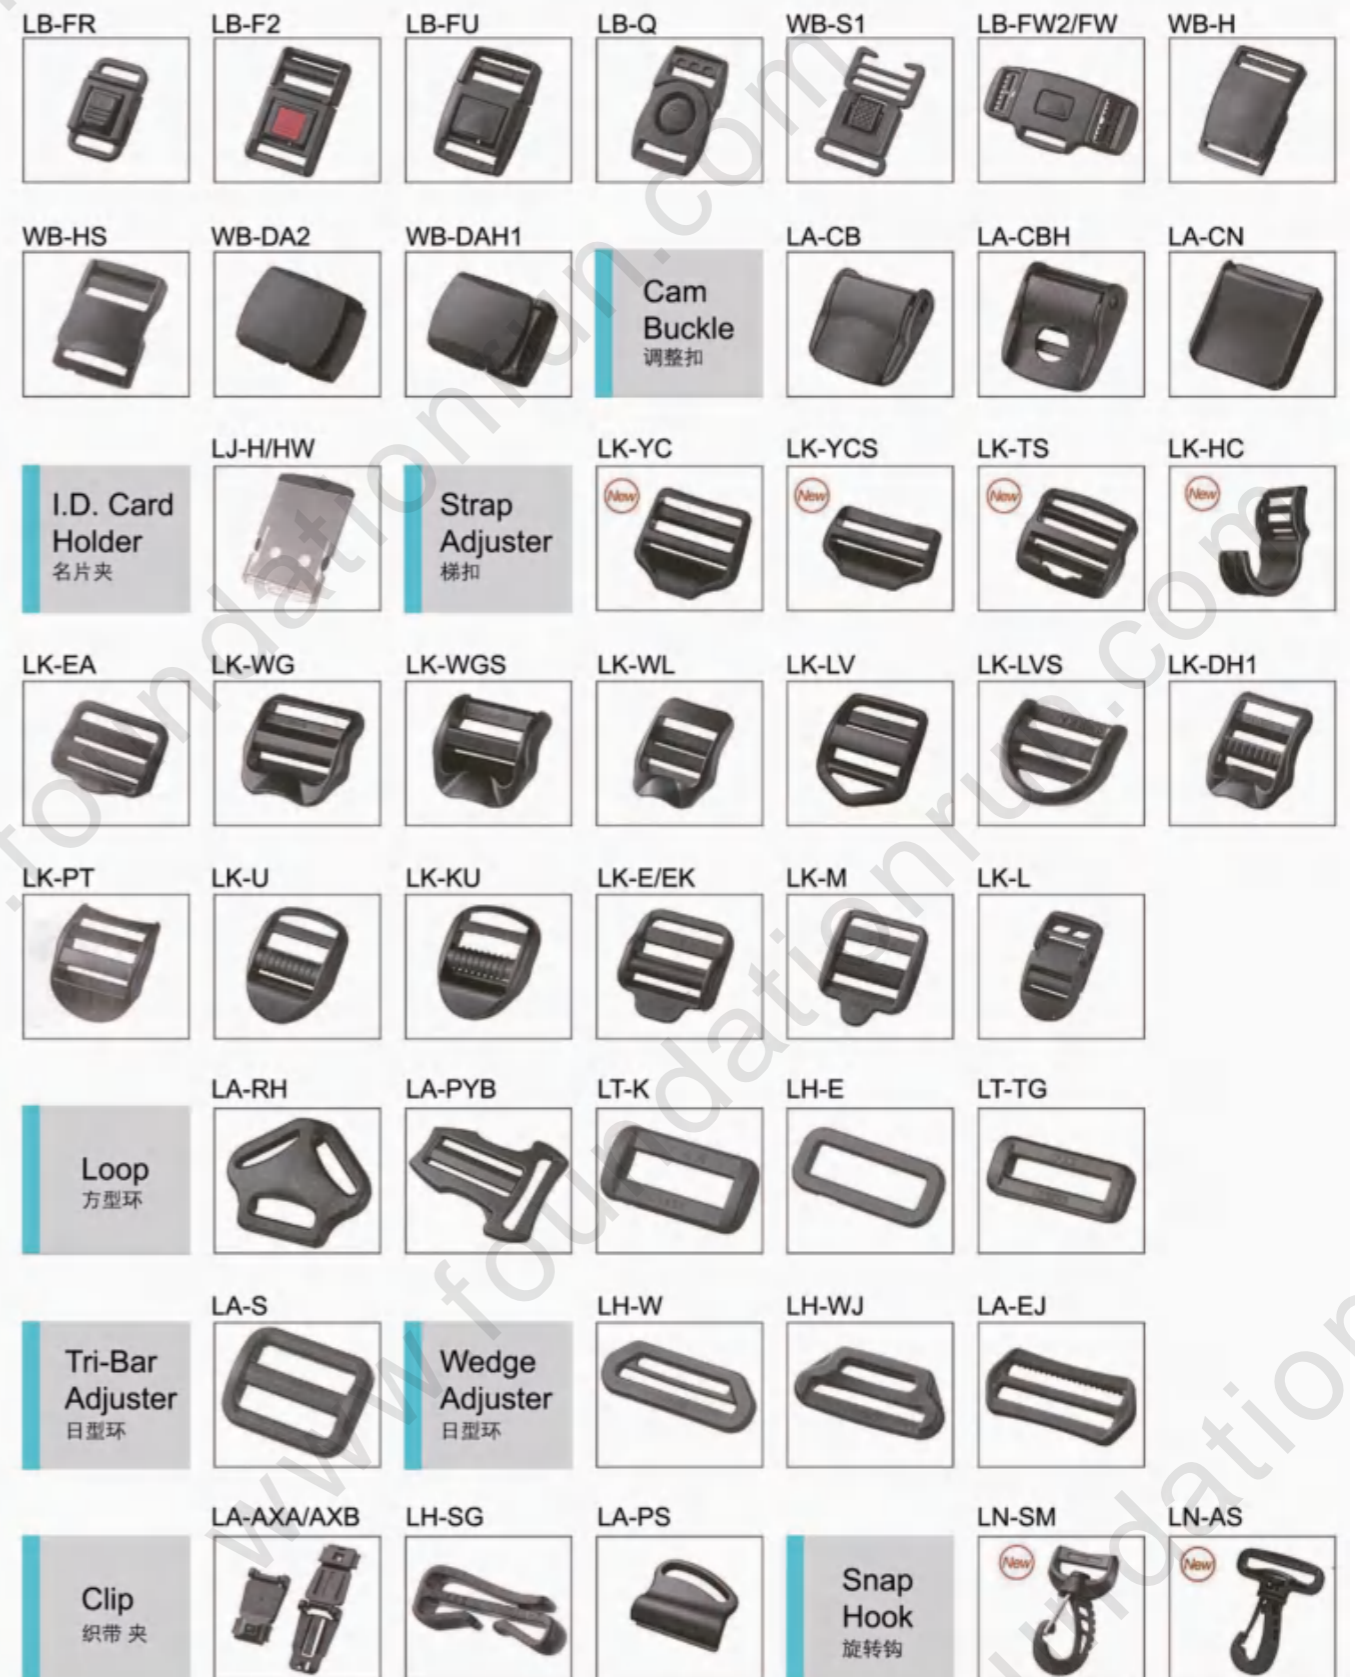 LB-FR LB-F2 LB-FU LB-Q WB-S1 LB-FW2/FW WB-H
WB-HS WB-DA2 WB-DAH1 LA-CB LA-CBH LA-CN
Cam
Buckle
调整扣
LJ-H/HW LK-YC LK-YCS LK-TS LK-HC
New New New New
I.D. Card
Holder
名片夹
Strap
Adjuster
梯扣
LK-EA LK-WG LK-WGS LK-WL LK-LV LK-LVS LK-DH1
LK-PT LK-U LK-KU LK-E/EK LK-M LK-L
LA-RH LA-PYB LT-K LH-E LT-TG
Loop
方型环
LA-S LH-W LH-WJ LA-EJ
Tri-Bar
Adjuster
日型环
Wedge
Adjuster
日型环
LA-AXA/AXB LH-SG LA-PS LN-SM LN-AS
New New
Clip
织带 夹
Snap
Hook
旋转钩
www.foundationrun.com